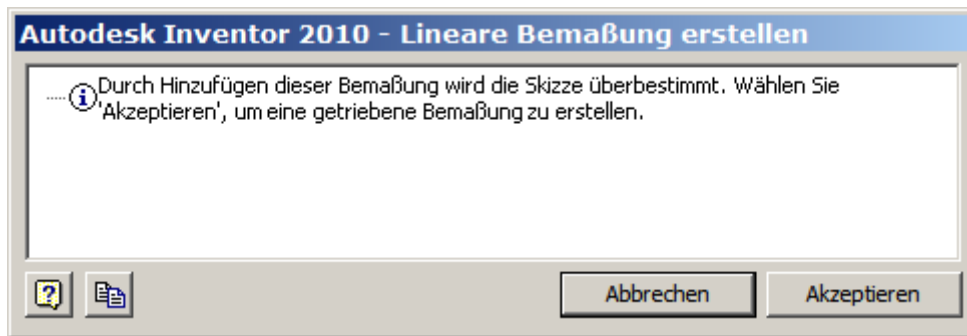 Autodesk Inventor 2010 - Lineare Bemaßung erstellen
Durch Hinzufügen dieser Bemaßung wird die Skizze überbestimmt. Wählen Sie
'Akzeptieren', um eine getriebene Bemaßung zu erstellen.
Abbrechen Akzeptieren